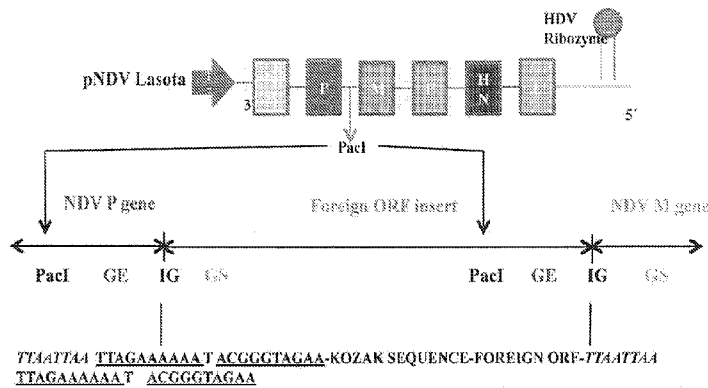 HDV
Ribozyme
pNDV Lasota
P
M
F
HN
L
3
5´
PacI
NDV P gene
Foreign ORF insert
NDV M gene
PacI GE IG GS
PacI GE IG GS
TTAATTAA TTAGAAAAAA T ACGGGTAGAA-KOZAK SEQUENCE-FOREIGN ORF-TTAATTAA
TTAGAAAAAA T ACGGGTAGAA